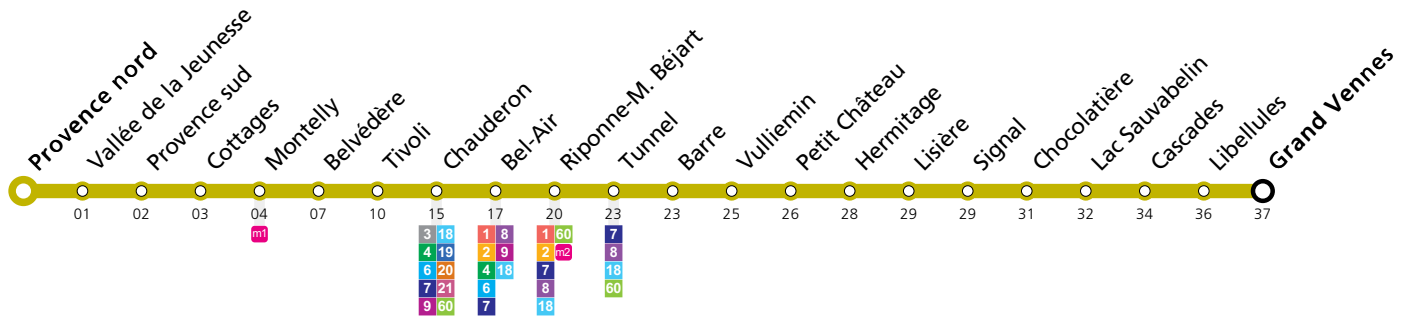 Provence nord
Vallée de la Jeunesse
Provence sud
Cottages
Montelly
Belvédère
Tivoli
Chauderon
Bel-Air
Riponne-M. Béjart
Tunnel
Barre
Vulliemin
Petit Château
Hermitage
Lisière
Signal
Chocolatière
Lac Sauvabelin
Cascades
Libellules
Grand Vennes
01 02 03 04 07 10 15 17 20 23 23 25 26 28 29 29 31 32 34 36 37
m1
3 18
4 19
6 20
7 21
9 60
1 8
2 9
4 18
6
7
1 60
2 m2
7
8
18
7
8
18
60